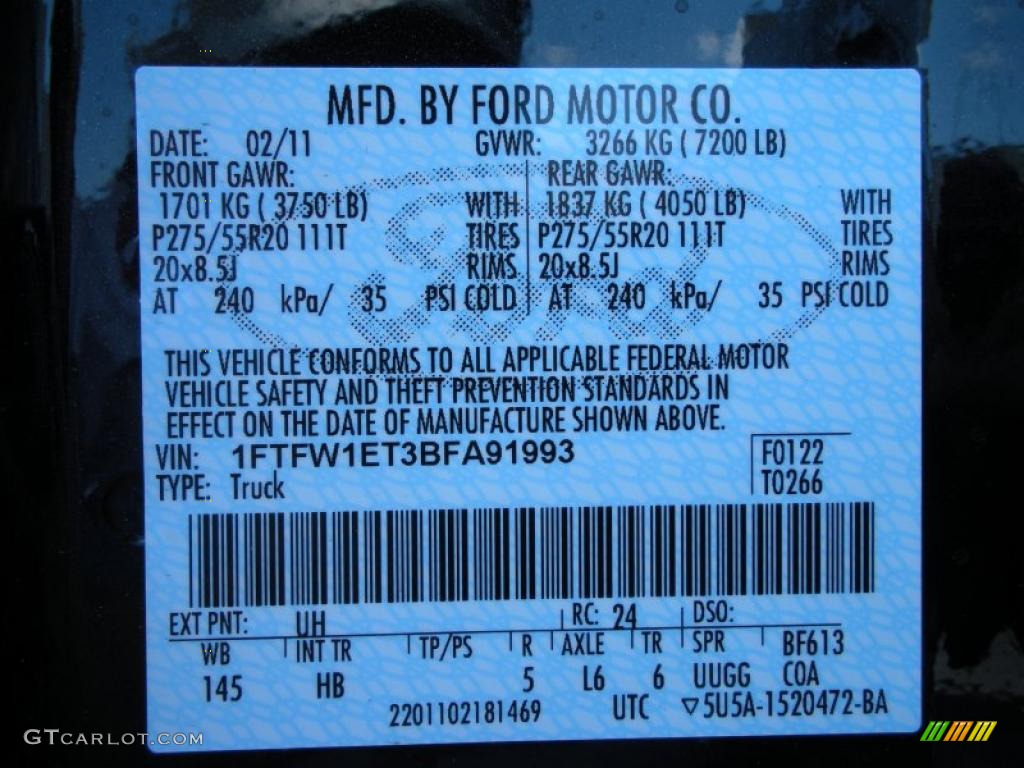 MFD. BY FORD MOTOR CO.
DATE: 02/11 GVWR: 3266 KG ( 7200 LB)
FRONT GAWR: REAR GAWR:
1701 KG ( 3750 LB) WITH 1837 KG ( 4050 LB) WITH
P275/55R20 111T TIRES P275/55R20 111T TIRES
20x8.5J RIMS 20x8.5J RIMS
AT 240 kPa/ 35 PSI COLD AT 240 kPa/ 35 PSI COLD
Ford
THIS VEHICLE CONFORMS TO ALL APPLICABLE FEDERAL MOTOR
VEHICLE SAFETY AND THEFT PREVENTION STANDARDS IN
EFFECT ON THE DATE OF MANUFACTURE SHOWN ABOVE.
VIN: 1FTFW1ET3BFA91993 F0122
TYPE: Truck T0266
EXT PNT: UH RC: 24 DSO:
WB INT TR TP/PS R AXLE TR SPR BF613
145 HB 5 L6 6 UUGG COA
2201102181469 UTC ▽5U5A-1520472-BA
GTCARLOT.COM